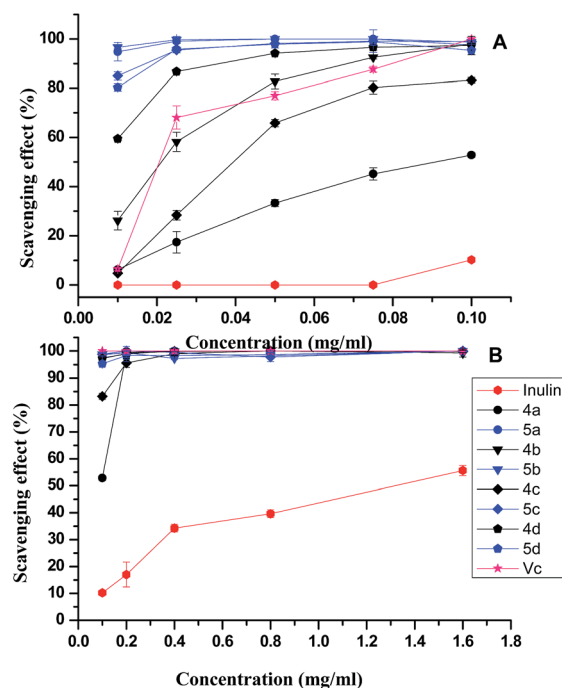 A
Scavenging effect (%)
100
80
60
40
20
0
0.00 0.02 0.04 0.06 0.08 0.10
Concentration (mg/ml)
B
Scavenging effect (%)
100
90
80
70
60
50
40
30
20
10
0
0.0 0.2 0.4 0.6 0.8 1.0 1.2 1.4 1.6 1.8
Inulin
4a
5a
4b
5b
4c
5c
4d
5d
Vc
Concentration (mg/ml)